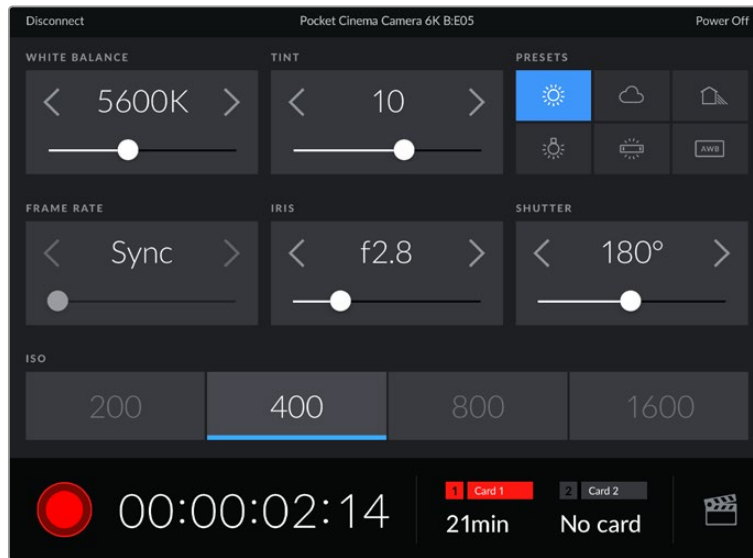 Disconnect Pocket Cinema Camera 6K B:E05 Power Off
WHITE BALANCE TINT PRESETS
5600K 10
AWB
FRAME RATE IRIS SHUTTER
Sync f2.8 180°
ISO
200 400 800 1600
00:00:02:14
1 Card 1 2 Card 2
21min No card